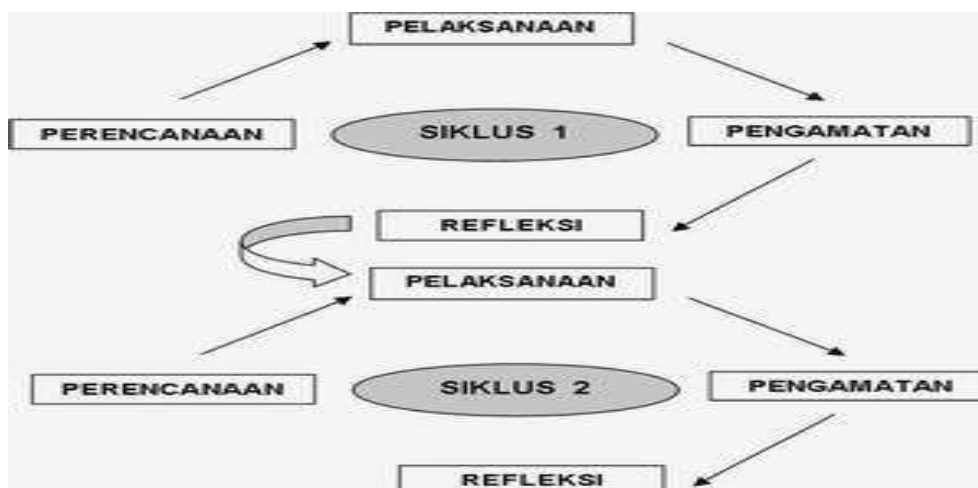 PELAKSANAAN
PERENCANAAN
SIKLUS 1
PENGAMATAN
REFLEKSI
PELAKSANAAN
PERENCANAAN
SIKLUS 2
PENGAMATAN
REFLEKSI